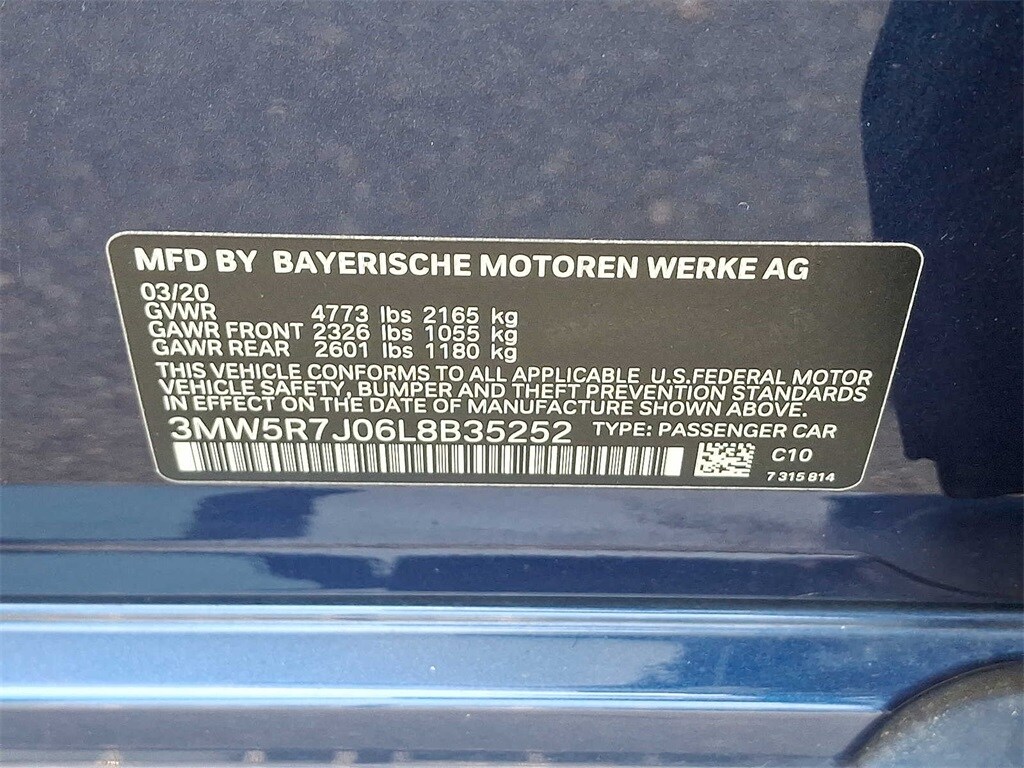 MFD BY BAYERISCHE MOTOREN WERKE AG
03/20
GVWR 4773 lbs 2165 kg
GAWR FRONT 2326 lbs 1055 kg
GAWR REAR 2601 lbs 1180 kg
THIS VEHICLE CONFORMS TO ALL APPLICABLE U.S.FEDERAL MOTOR
VEHICLE SAFETY, BUMPER AND THEFT PREVENTION STANDARDS
IN EFFECT ON THE DATE OF MANUFACTURE SHOWN ABOVE.
3MW5R7J06L8B35252 TYPE: PASSENGER CAR
C10
7 315 814